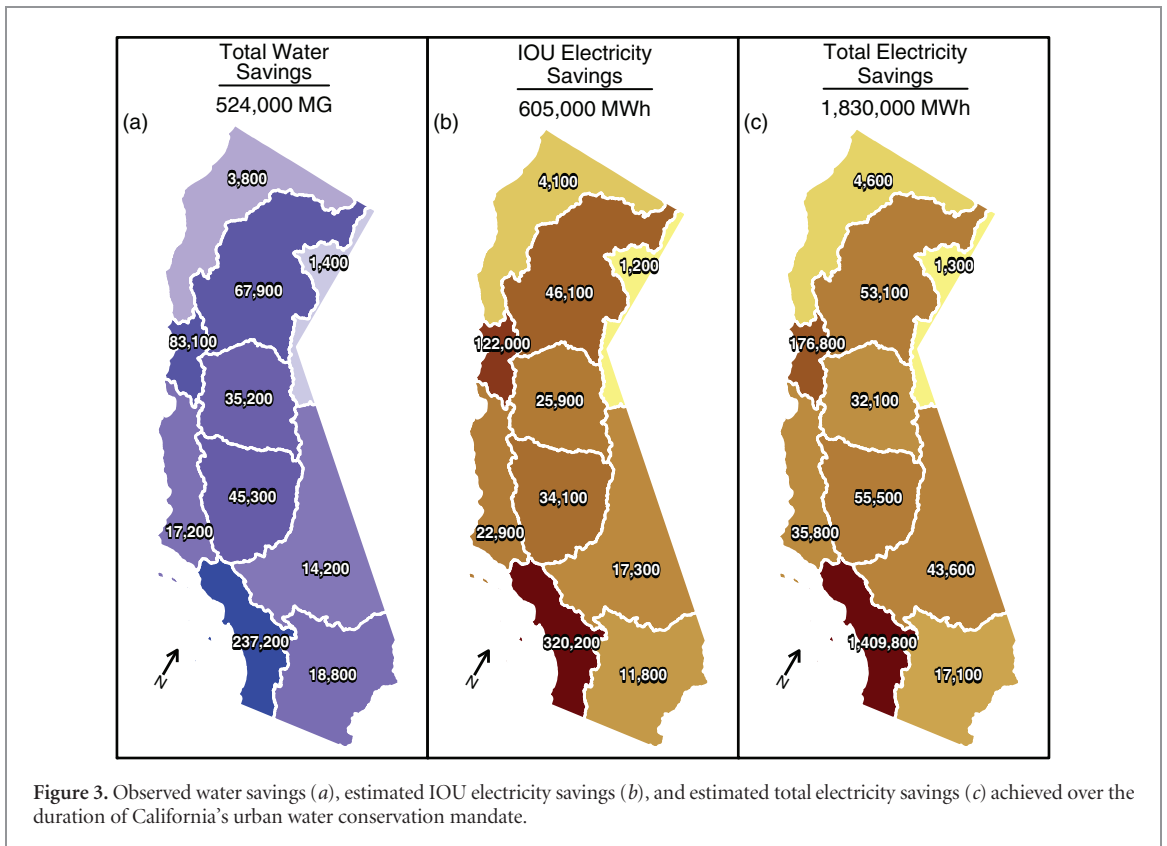 Total Water
Savings
524,000 MG
(a)
3,800
1,400
67,900
83,100
35,200
45,300
17,200
14,200
237,200
18,800
N
IOU Electricity
Savings
605,000 MWh
(b)
4,100
1,200
46,100
122,000
25,900
34,100
22,900
17,300
320,200
11,800
N
Total Electricity
Savings
1,830,000 MWh
(c)
4,600
1,300
53,100
176,800
32,100
55,500
35,800
43,600
1,409,800
17,100
N
Figure 3. Observed water savings (a), estimated IOU electricity savings (b), and estimated total electricity savings (c) achieved over the
duration of California's urban water conservation mandate.